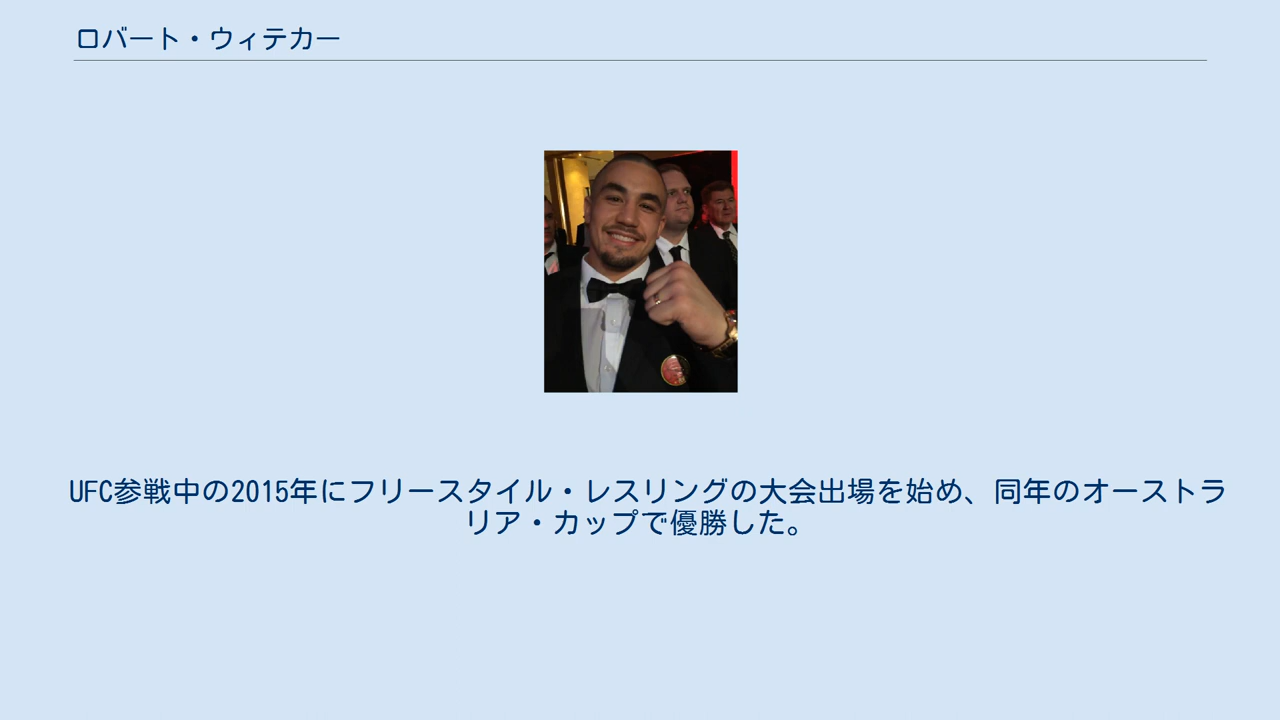 ロバート・ウィテカー
UFC参戦中の2015年にフリースタイル・レスリングの大会出場を始め、同年のオーストラ
リア・カップで優勝した。